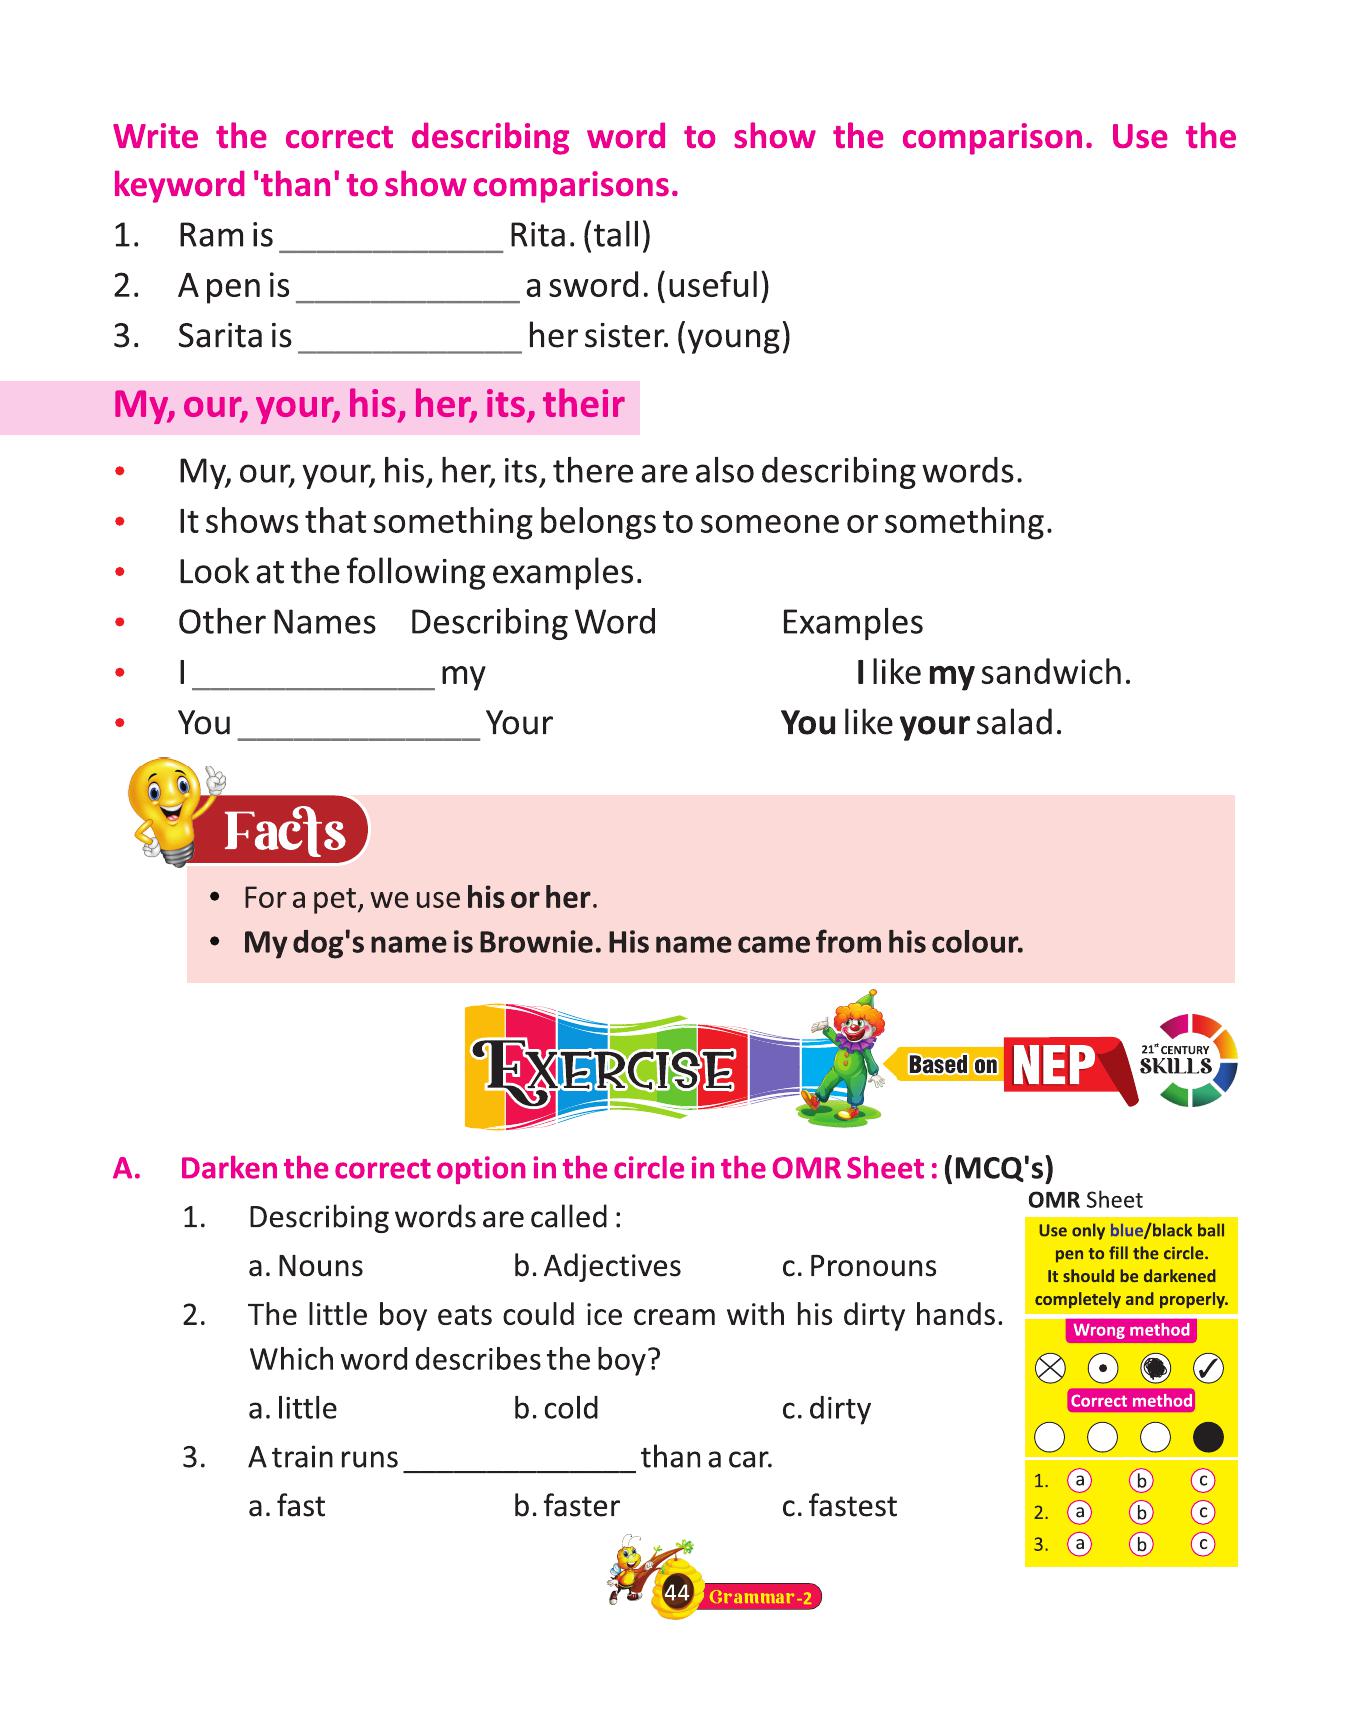 Write the correct describing word to show the comparison. Use the
keyword 'than' to show comparisons.
1. Ram is _____________ Rita. (tall)
2. A pen is _____________ a sword. (useful)
3. Sarita is _____________ her sister. (young)
My, our, your, his, her, its, their
• My, our, your, his, her, its, there are also describing words.
• It shows that something belongs to someone or something.
• Look at the following examples.
• Other Names Describing Word Examples
• I ______________ my I like my sandwich.
• You ______________ Your You like your salad.
Facts
• For a pet, we use his or her.
• My dog's name is Brownie. His name came from his colour.
EXERCISE
Based on NEP
21st CENTURY
SKILLS
A. Darken the correct option in the circle in the OMR Sheet : (MCQ's)
1. Describing words are called :
a. Nouns b. Adjectives c. Pronouns
2. The little boy eats could ice cream with his dirty hands.
Which word describes the boy?
a. little b. cold c. dirty
3. A train runs ______________ than a car.
a. fast b. faster c. fastest
OMR Sheet
Use only blue/black ball
pen to fill the circle.
It should be darkened
completely and properly.
Wrong method
Correct method
1. a b c
2. a b c
3. a b c
44 Grammar-2